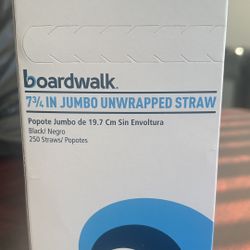 boardwalk.
7¾ IN JUMBO UNWRAPPED STRAW
Popote Jumbo de 19.7 Cm Sin Envoltura
Black/ Negro
250 Straws/ Popotes